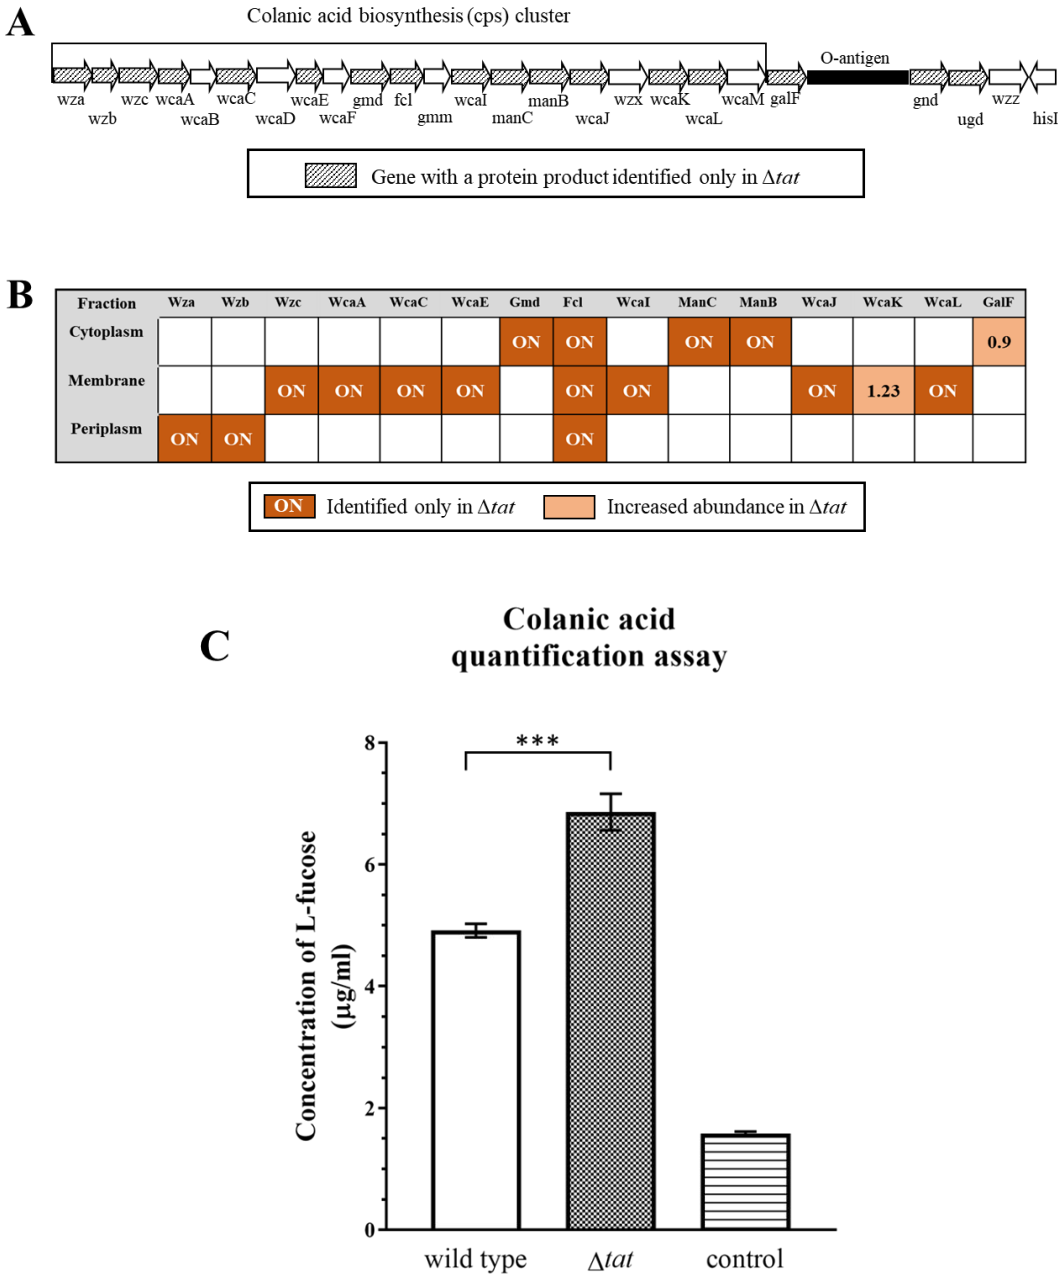 A
Colanic acid biosynthesis (cps) cluster
O-antigen
wza wzc wcaA wcaC wcaE gmd fcl wcaI manB wzx wcaK wcaM galF gnd wzz
wzb wcaB wcaD wcaF gmm manC wcaJ wcaL ugd hisI
Gene with a protein product identified only in Δtat
B
Fraction Wza Wzb Wzc WcaA WcaC WcaE Gmd Fcl WcaI ManC ManB WcaJ WcaK WcaL GalF
Cytoplasm ON ON ON ON 0.9
Membrane ON ON ON ON ON ON ON 1.23 ON
Periplasm ON ON ON
ON Identified only in Δtat Increased abundance in Δtat
C
Colanic acid
quantification assay
***
8
6
4
2
0
Concentration of L-fucose
(µg/ml)
wild type Δtat control